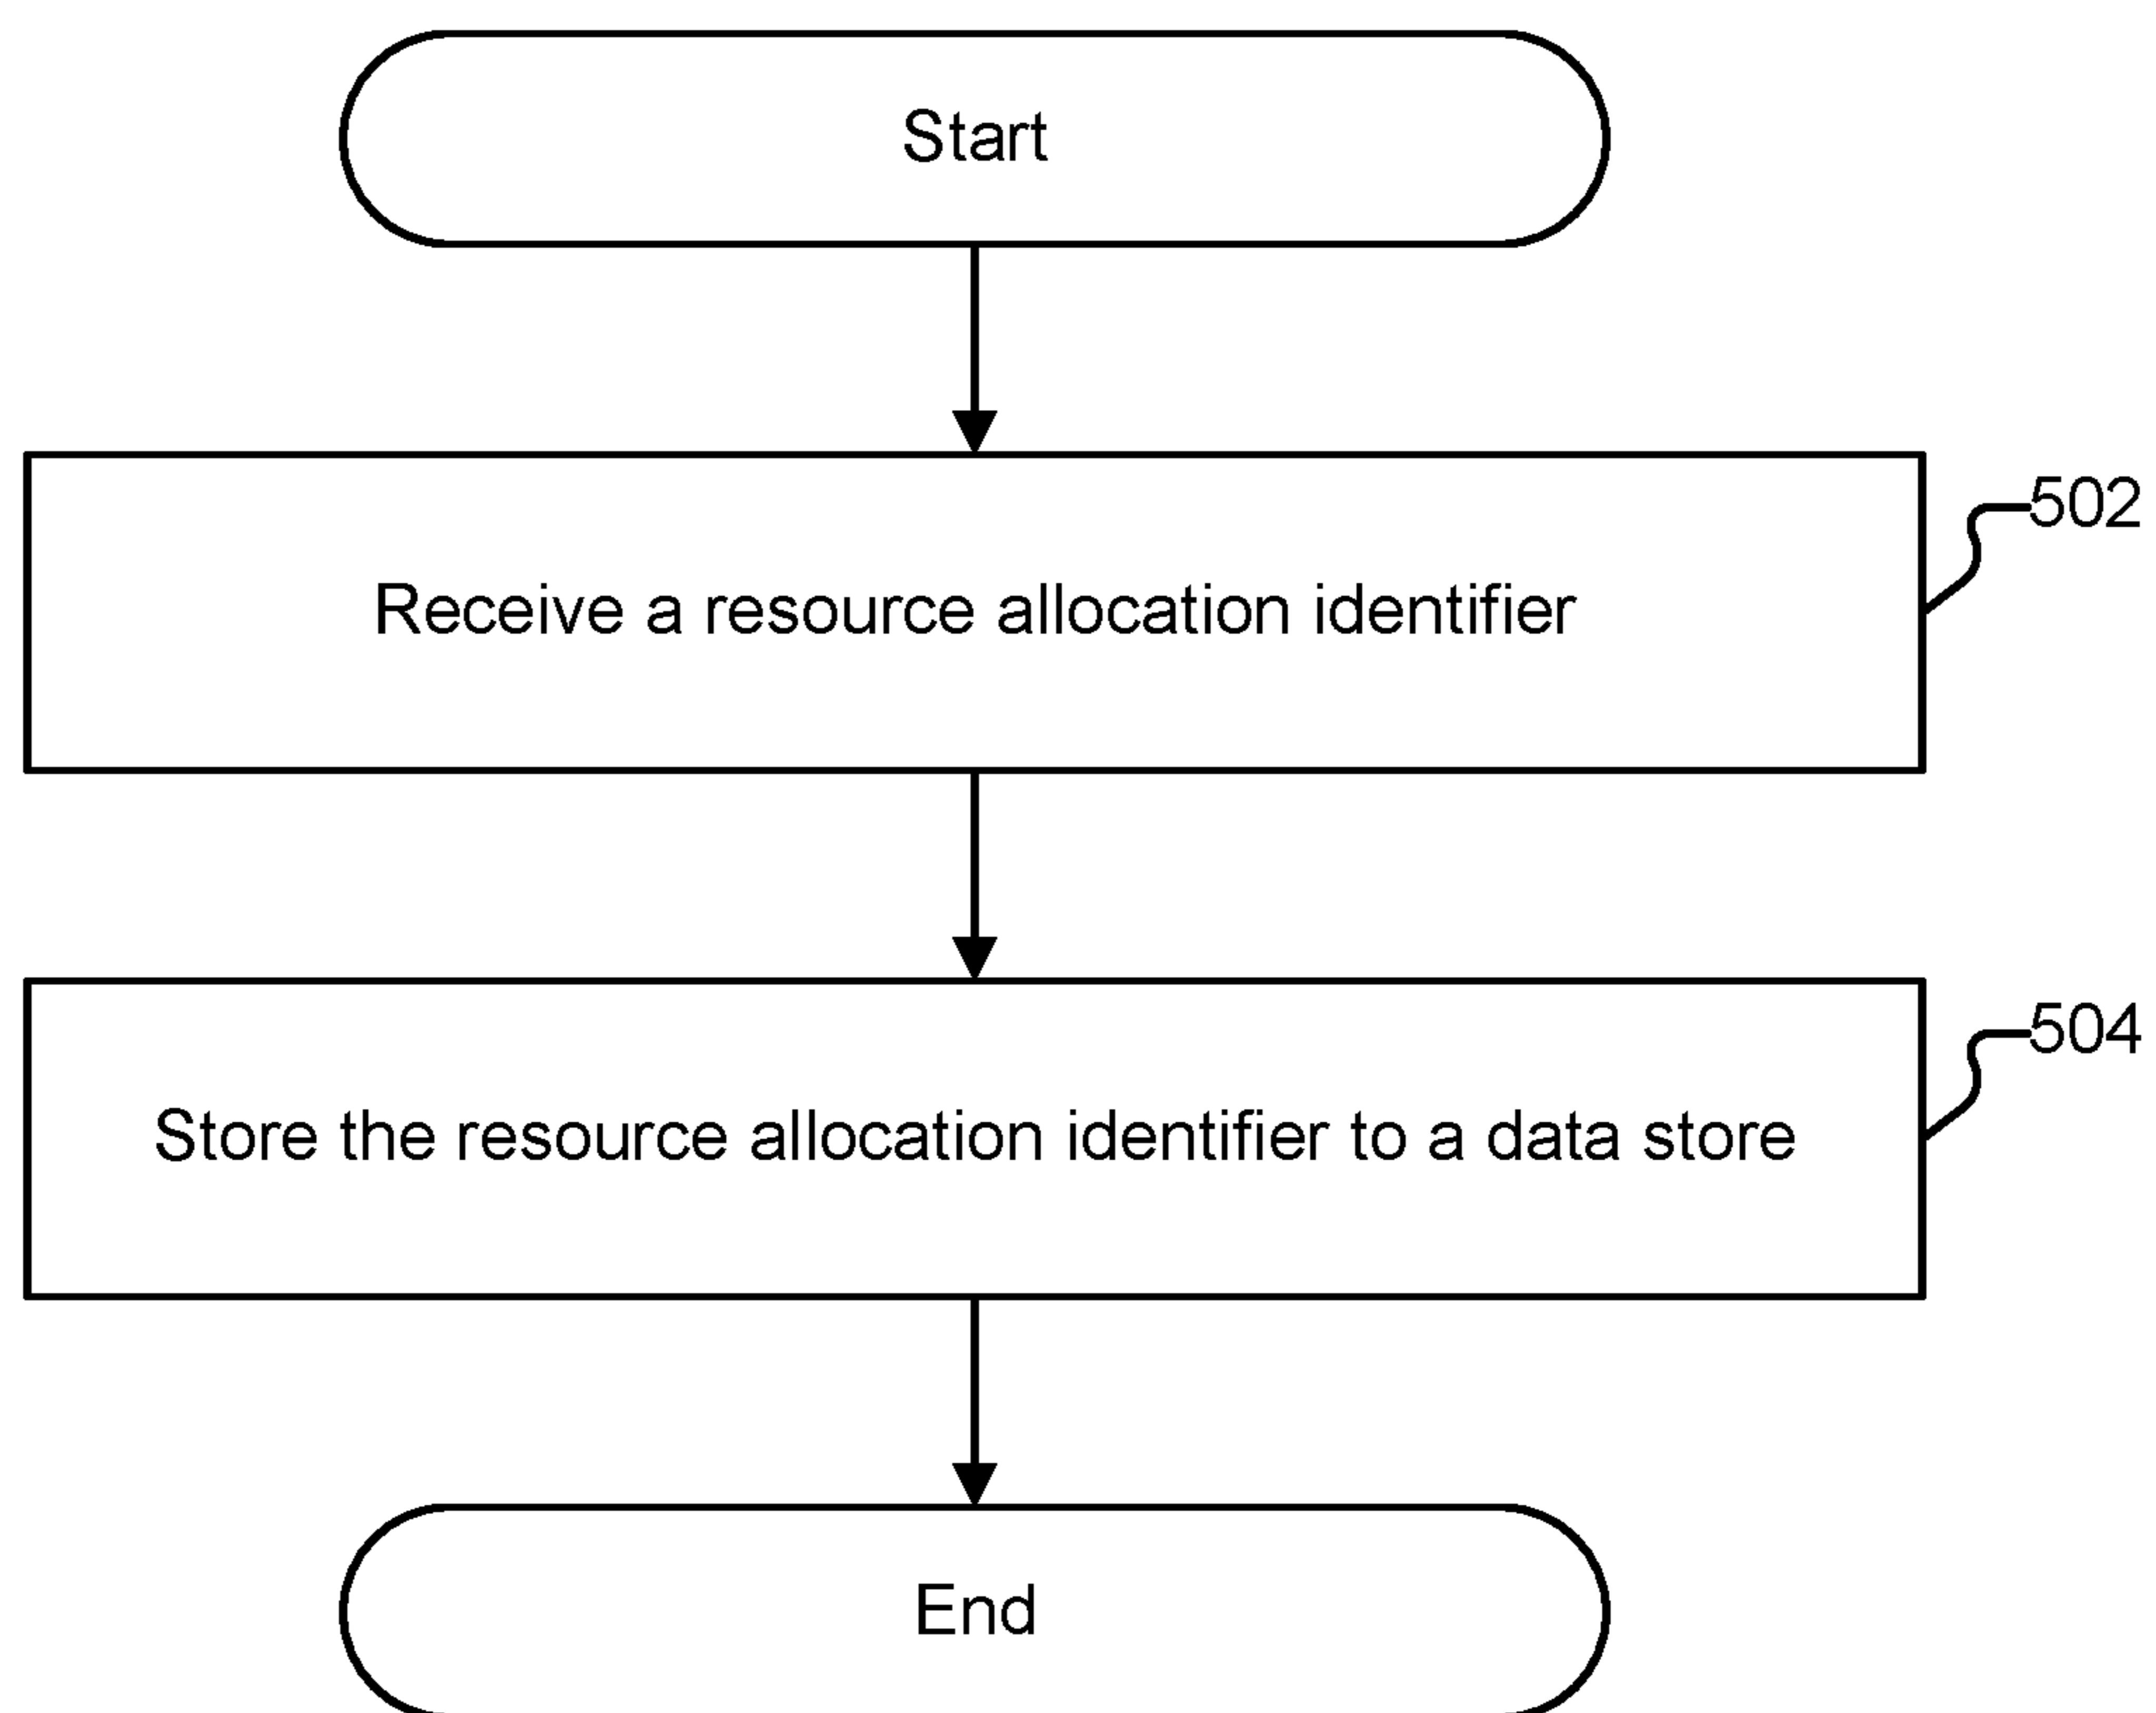 Start
502
Receive a resource allocation identifier
504
Store the resource allocation identifier to a data store
End